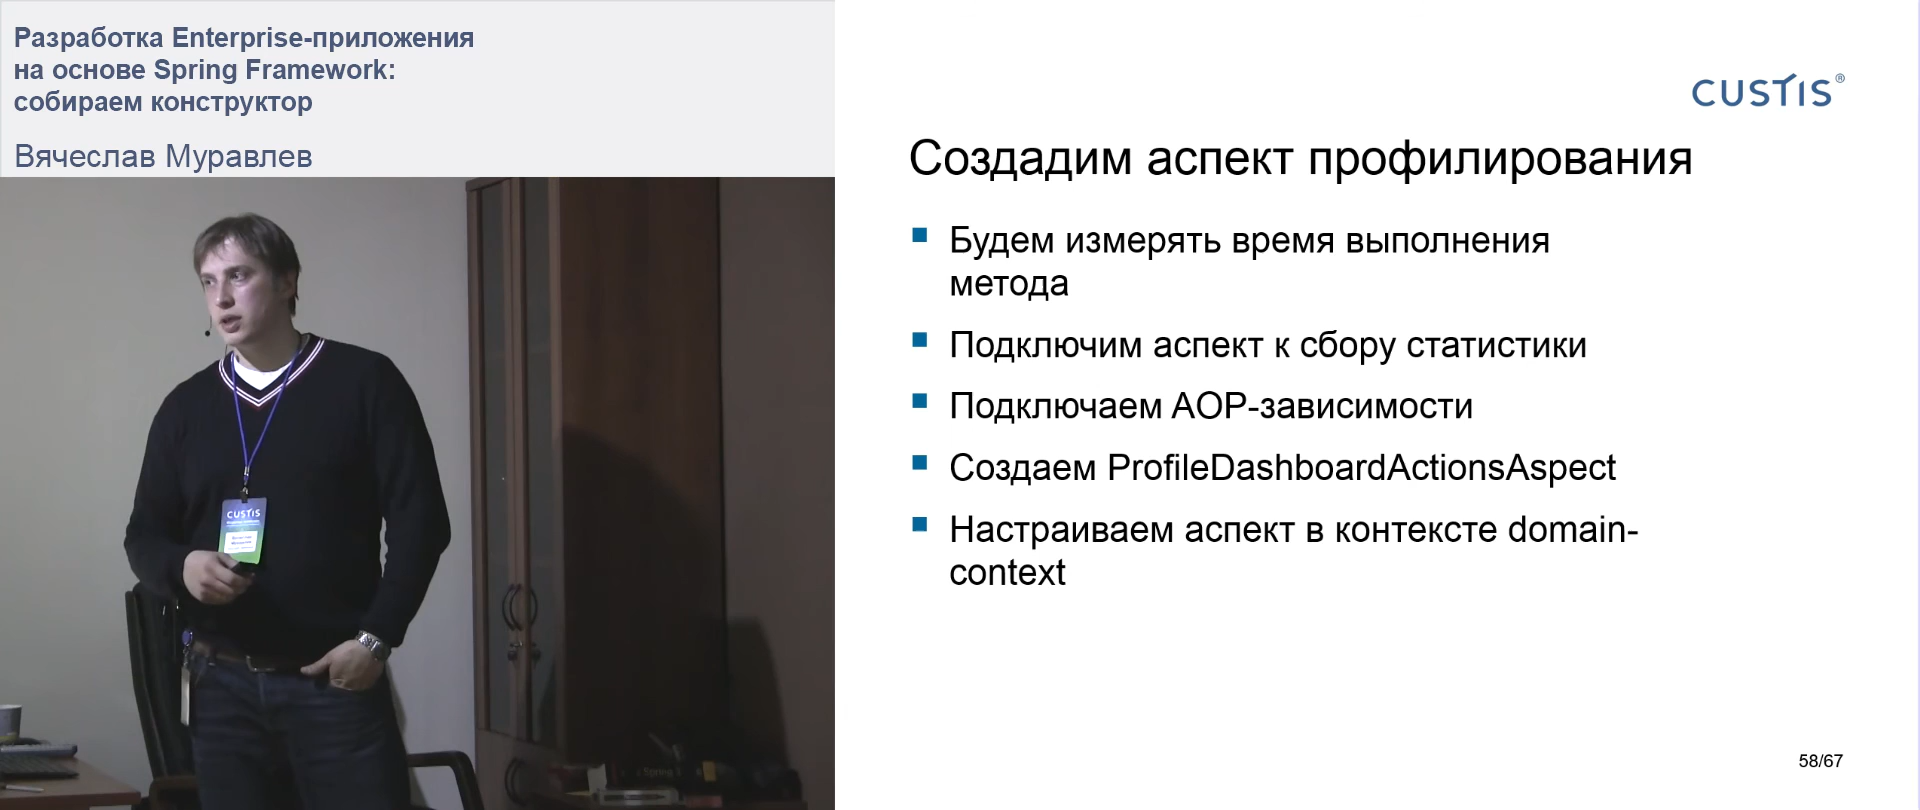 Разработка Enterprise-приложения
на основе Spring Framework:
собираем конструктор
Вячеслав Муравлев
CUSTIS
CUSTIS®
Создадим аспект профилирования
Будем измерять время выполнения
метода
Подключим аспект к сбору статистики
Подключаем AOP-зависимости
Создаем ProfileDashboardActionsAspect
Настраиваем аспект в контексте domain-
context
58/67